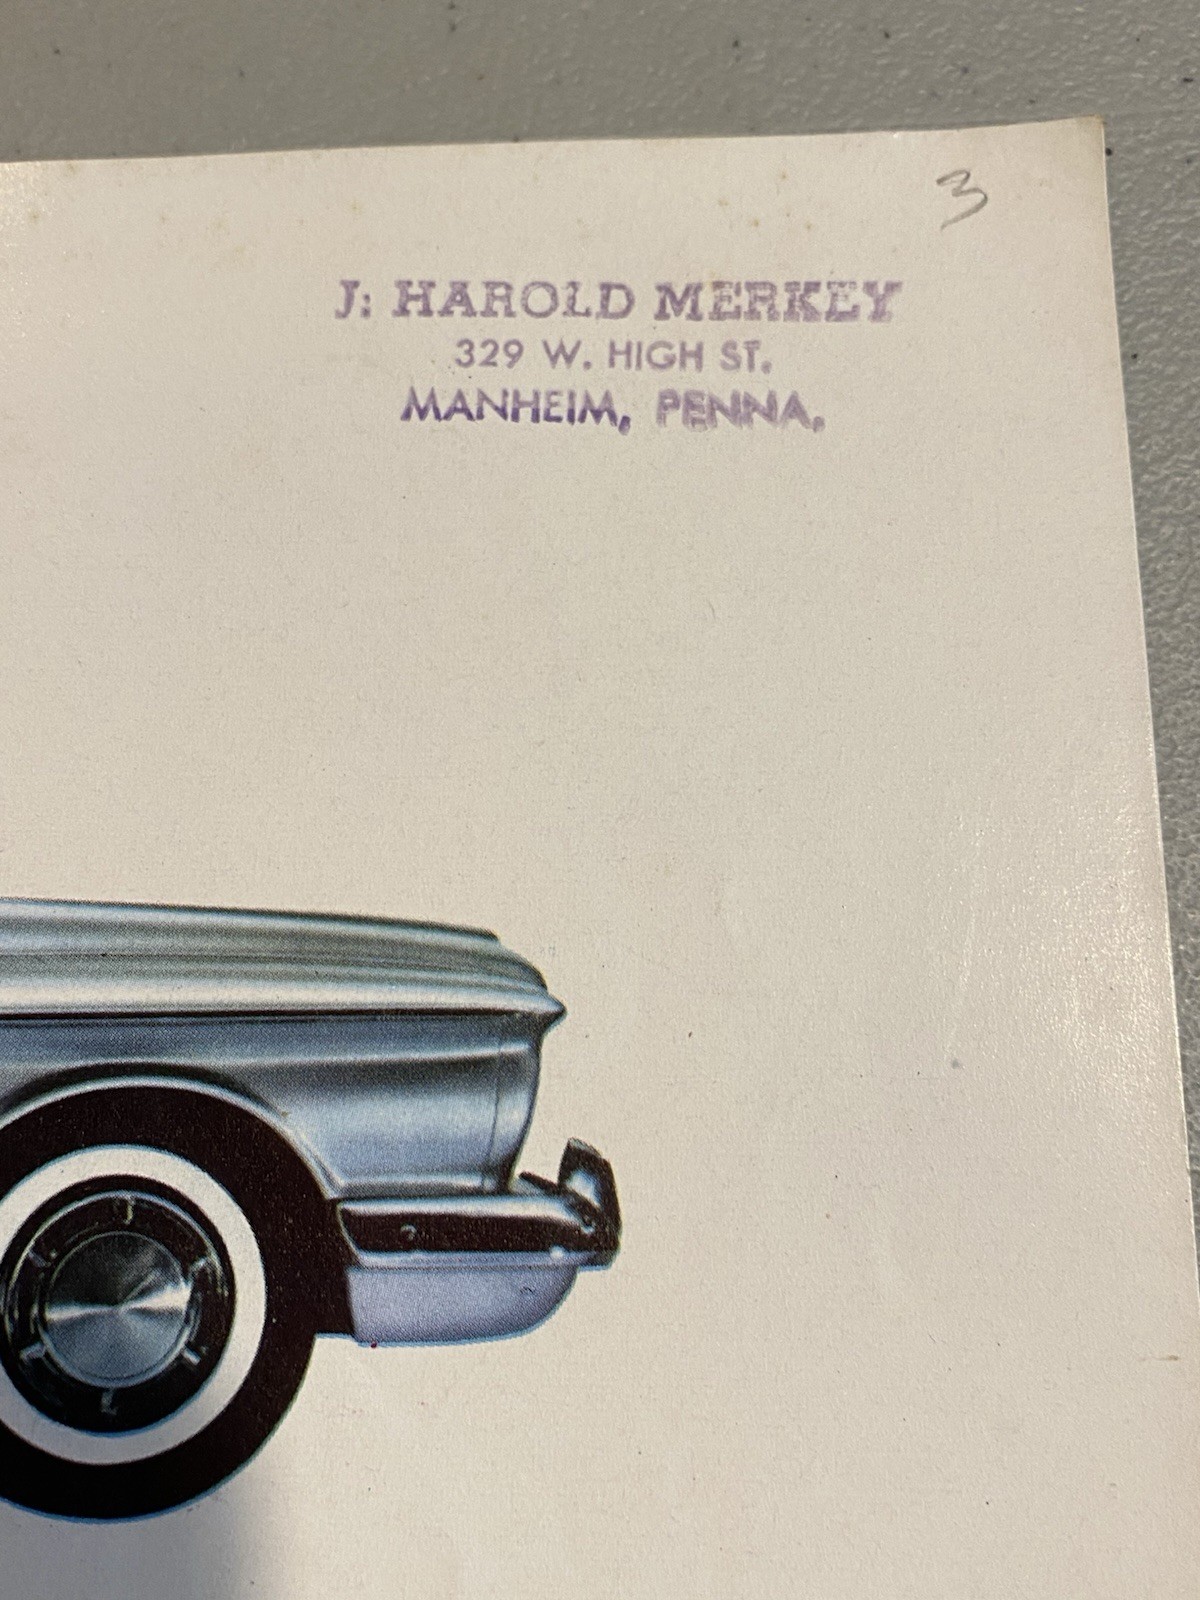 3
J: HAROLD MERKEY
329 W. HIGH ST.
MANHEIM, PENNA.